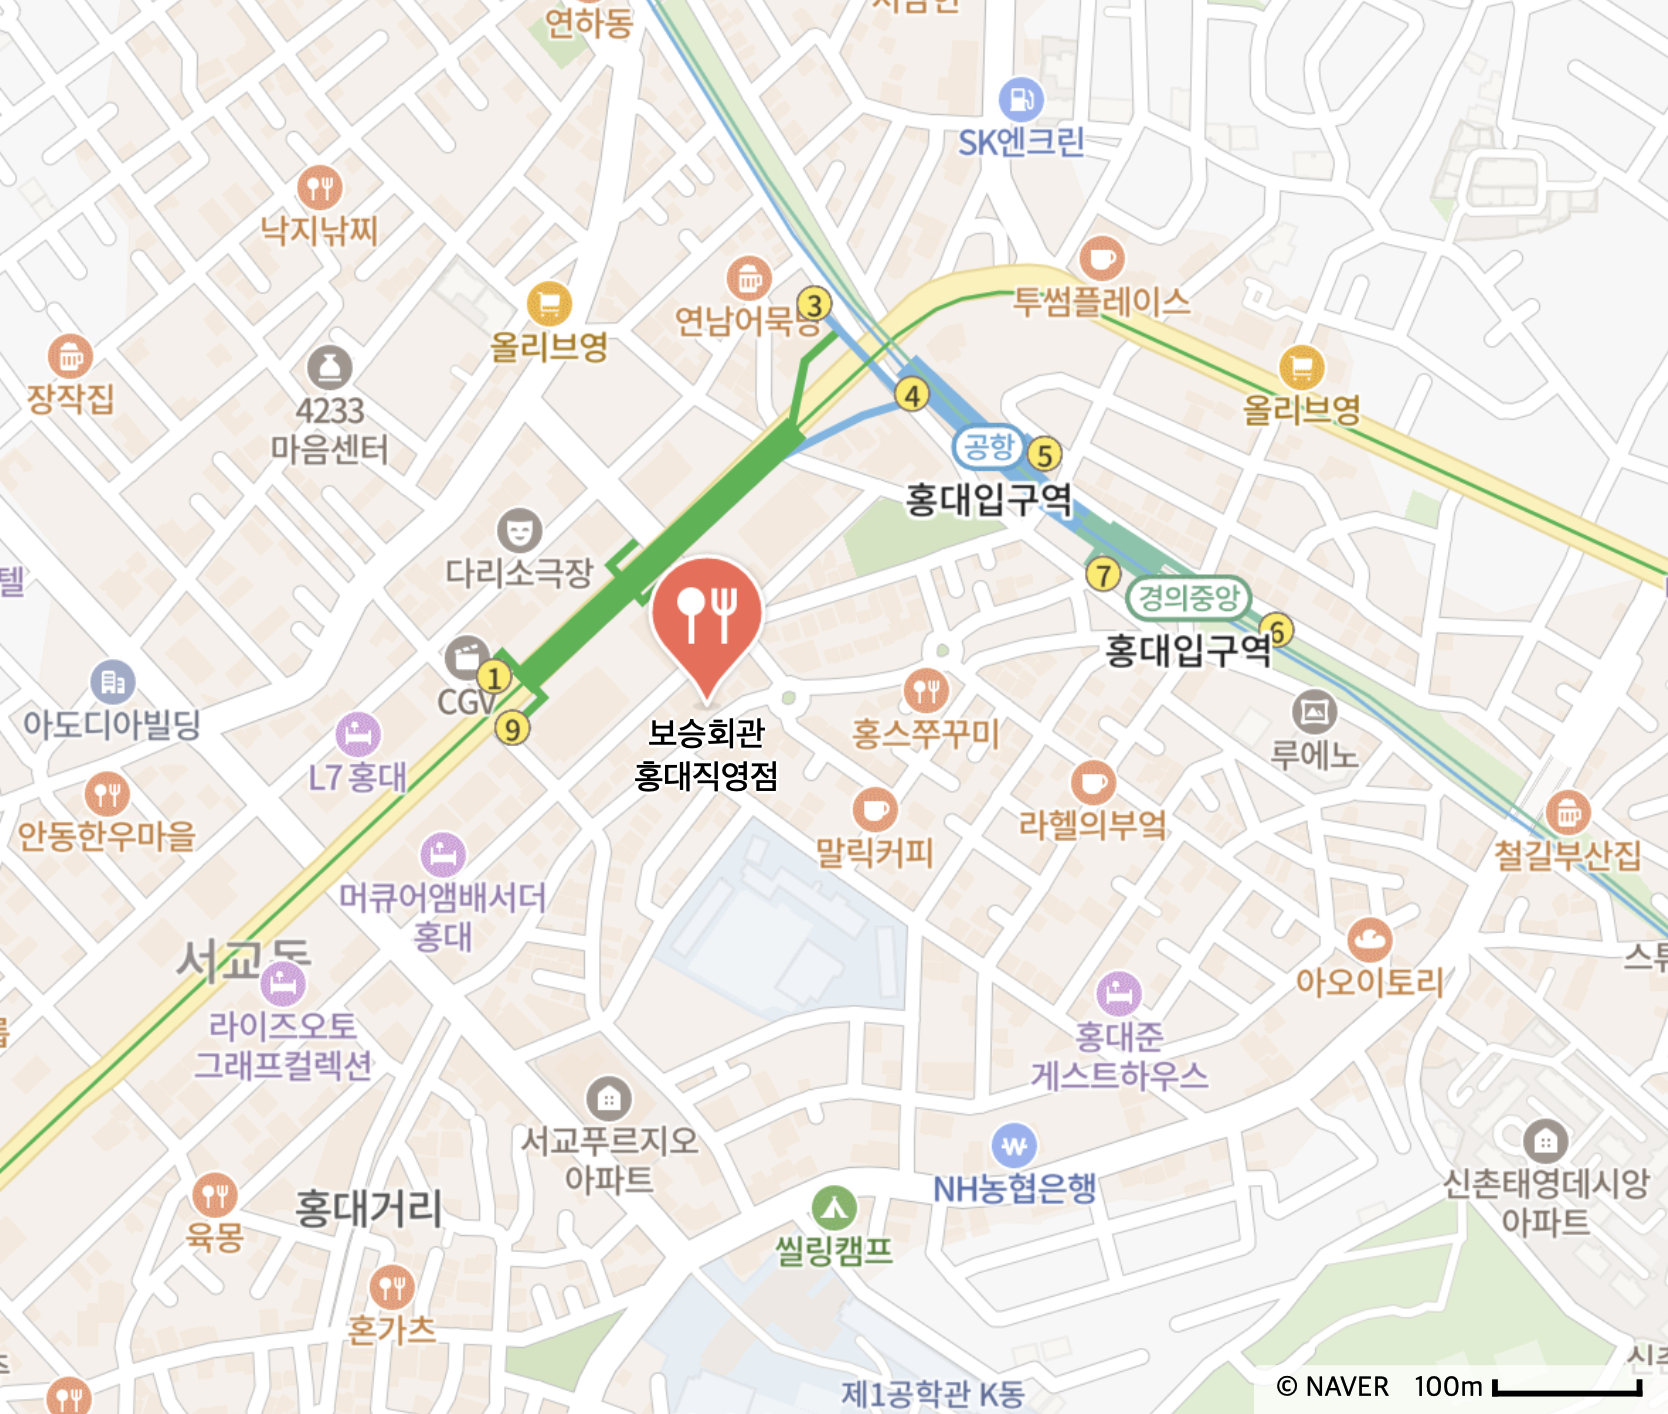 연하동
SK엔크린
낙지낚찌
연남어묵당
3
투썸플레이스
올리브영
장작집
4233
마음센터
4
올리브영
공항
5
홍대입구역
다리소극장
텔
7
경의중앙
6
홍대입구역
1
CGV
9
아도디아빌딩
L7 홍대
보승회관
홍대직영점
홍스쭈꾸미
루에노
안동한우마을
말릭커피
라헬의부엌
철길부산집
머큐어앰배서더
홍대
서교동
아오이토리
스튜
라이즈오토
그래프컬렉션
홍대준
게스트하우스
서교푸르지오
아파트
NH농협은행
신촌태영데시앙
아파트
육몽
홍대거리
씰링캠프
혼가츠
제1공학관 K동
© NAVER 100m